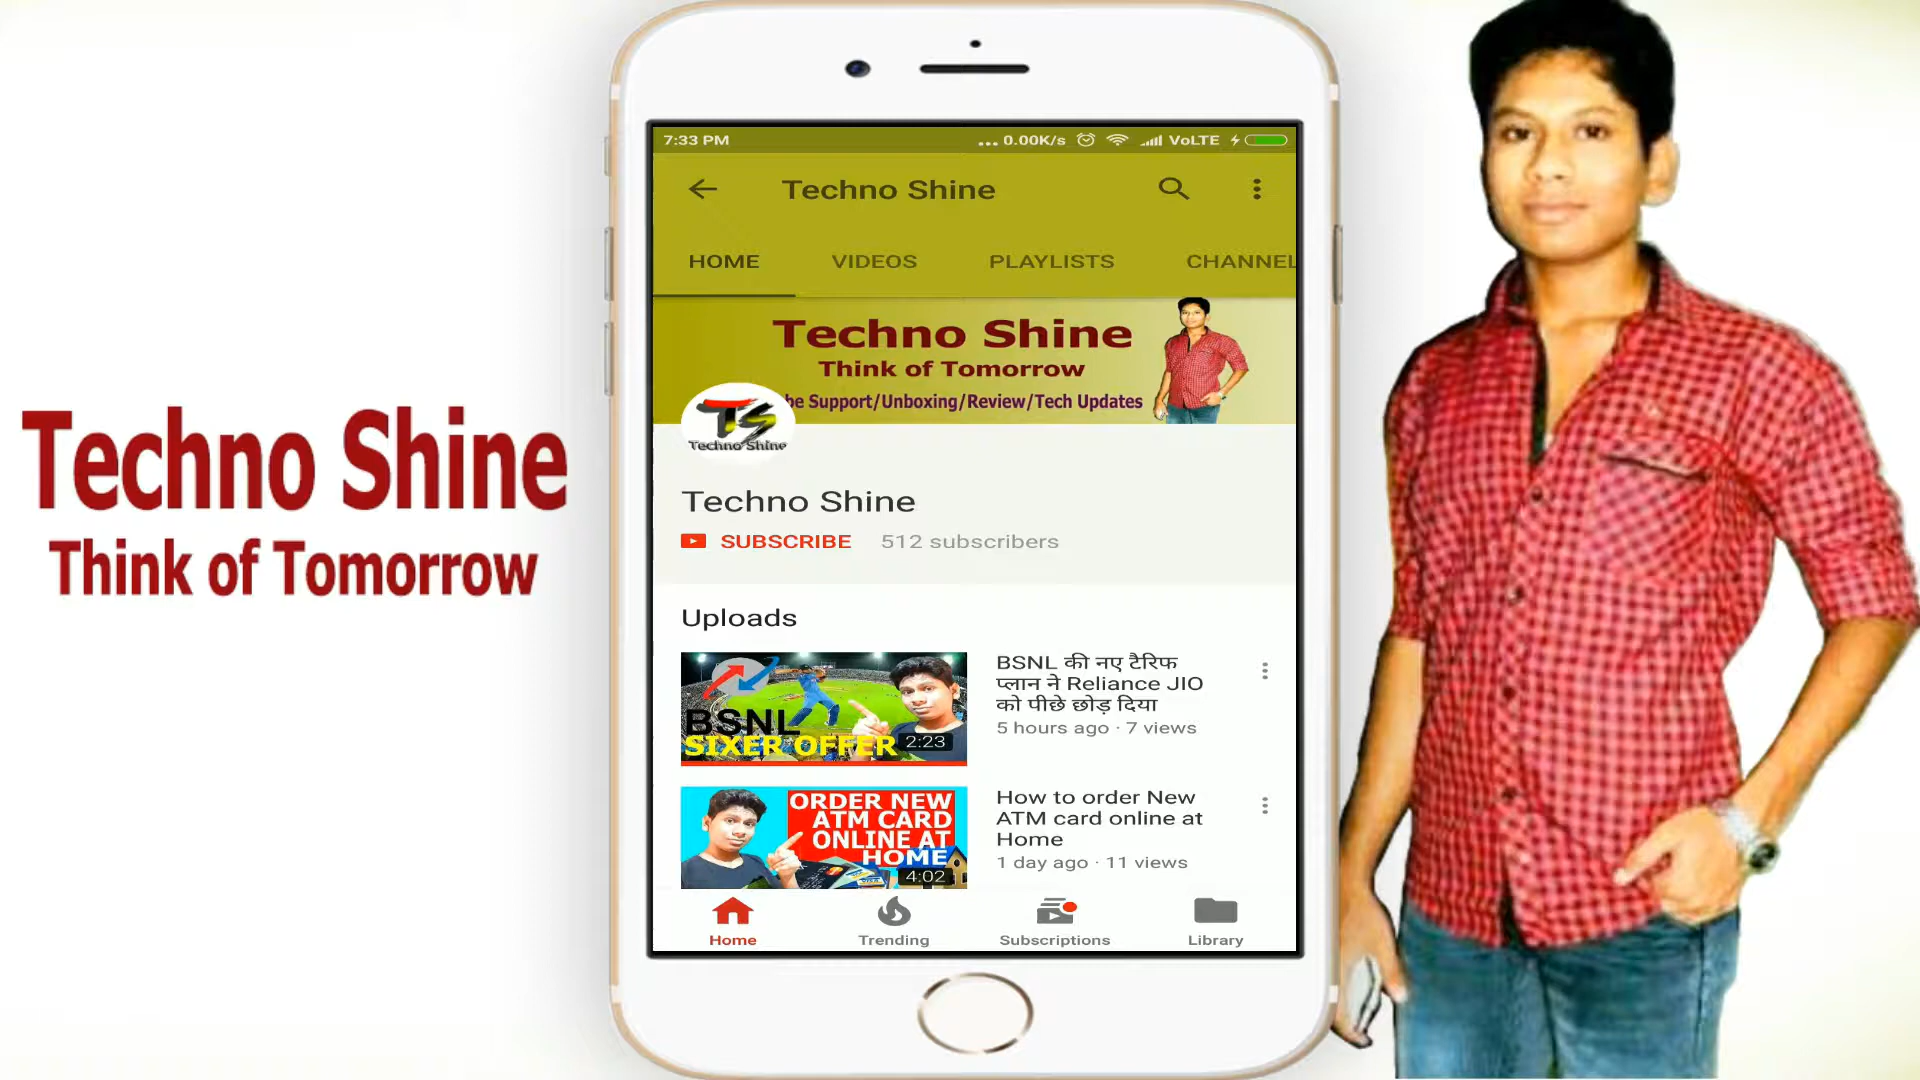 Techno Shine
Think of Tomorrow
7:33 PM
... 0.00K/s VoLTE
Techno Shine
HOME VIDEOS PLAYLISTS CHANNEL
Techno Shine
Think of Tomorrow
be Support/Unboxing/Review/Tech Updates
TS
Techno Shine
Techno Shine
SUBSCRIBE 512 subscribers
Uploads
BSNL
SIXER OFFER
2:23
BSNL की नए टैरिफ
प्लान ने Reliance JIO
को पीछे छोड़ दिया
5 hours ago · 7 views
ORDER NEW
ATM CARD
ONLINE AT
HOME
4:02
How to order New
ATM card online at
Home
1 day ago · 11 views
Home Trending Subscriptions Library